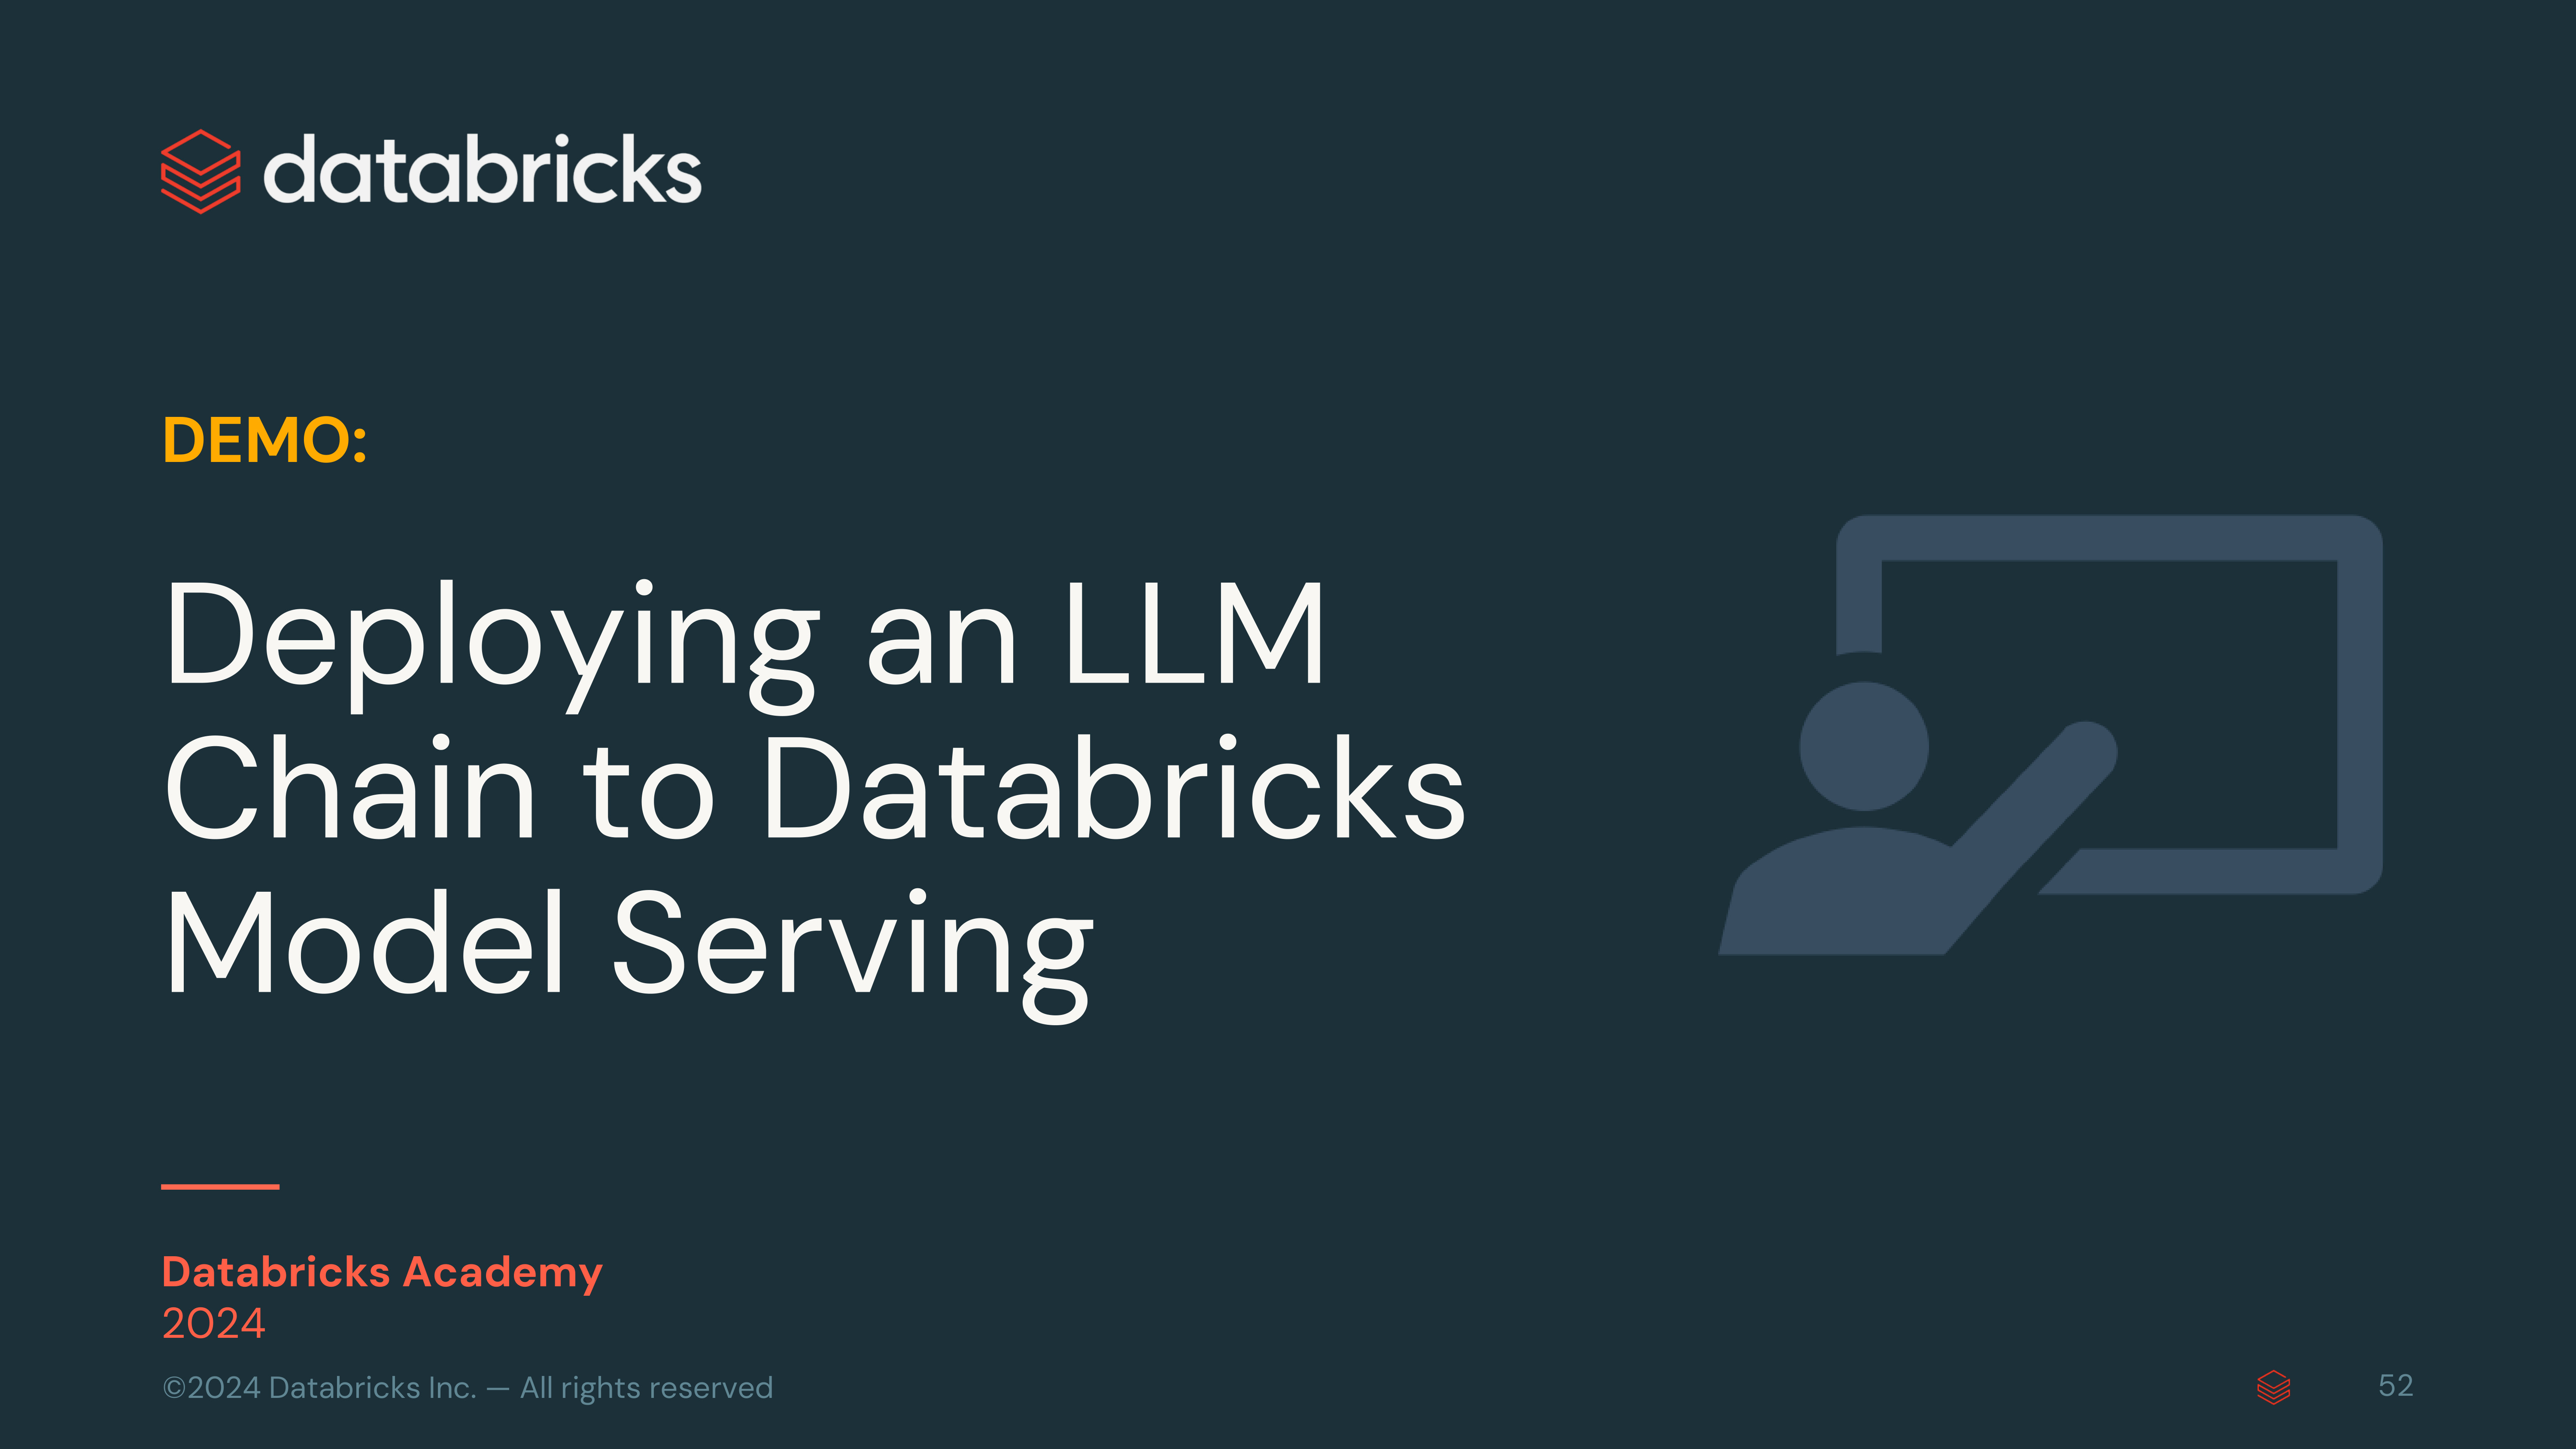 databricks
DEMO:
Deploying an LLM
Chain to Databricks
Model Serving
Databricks Academy
2024
©2024 Databricks Inc. — All rights reserved
52